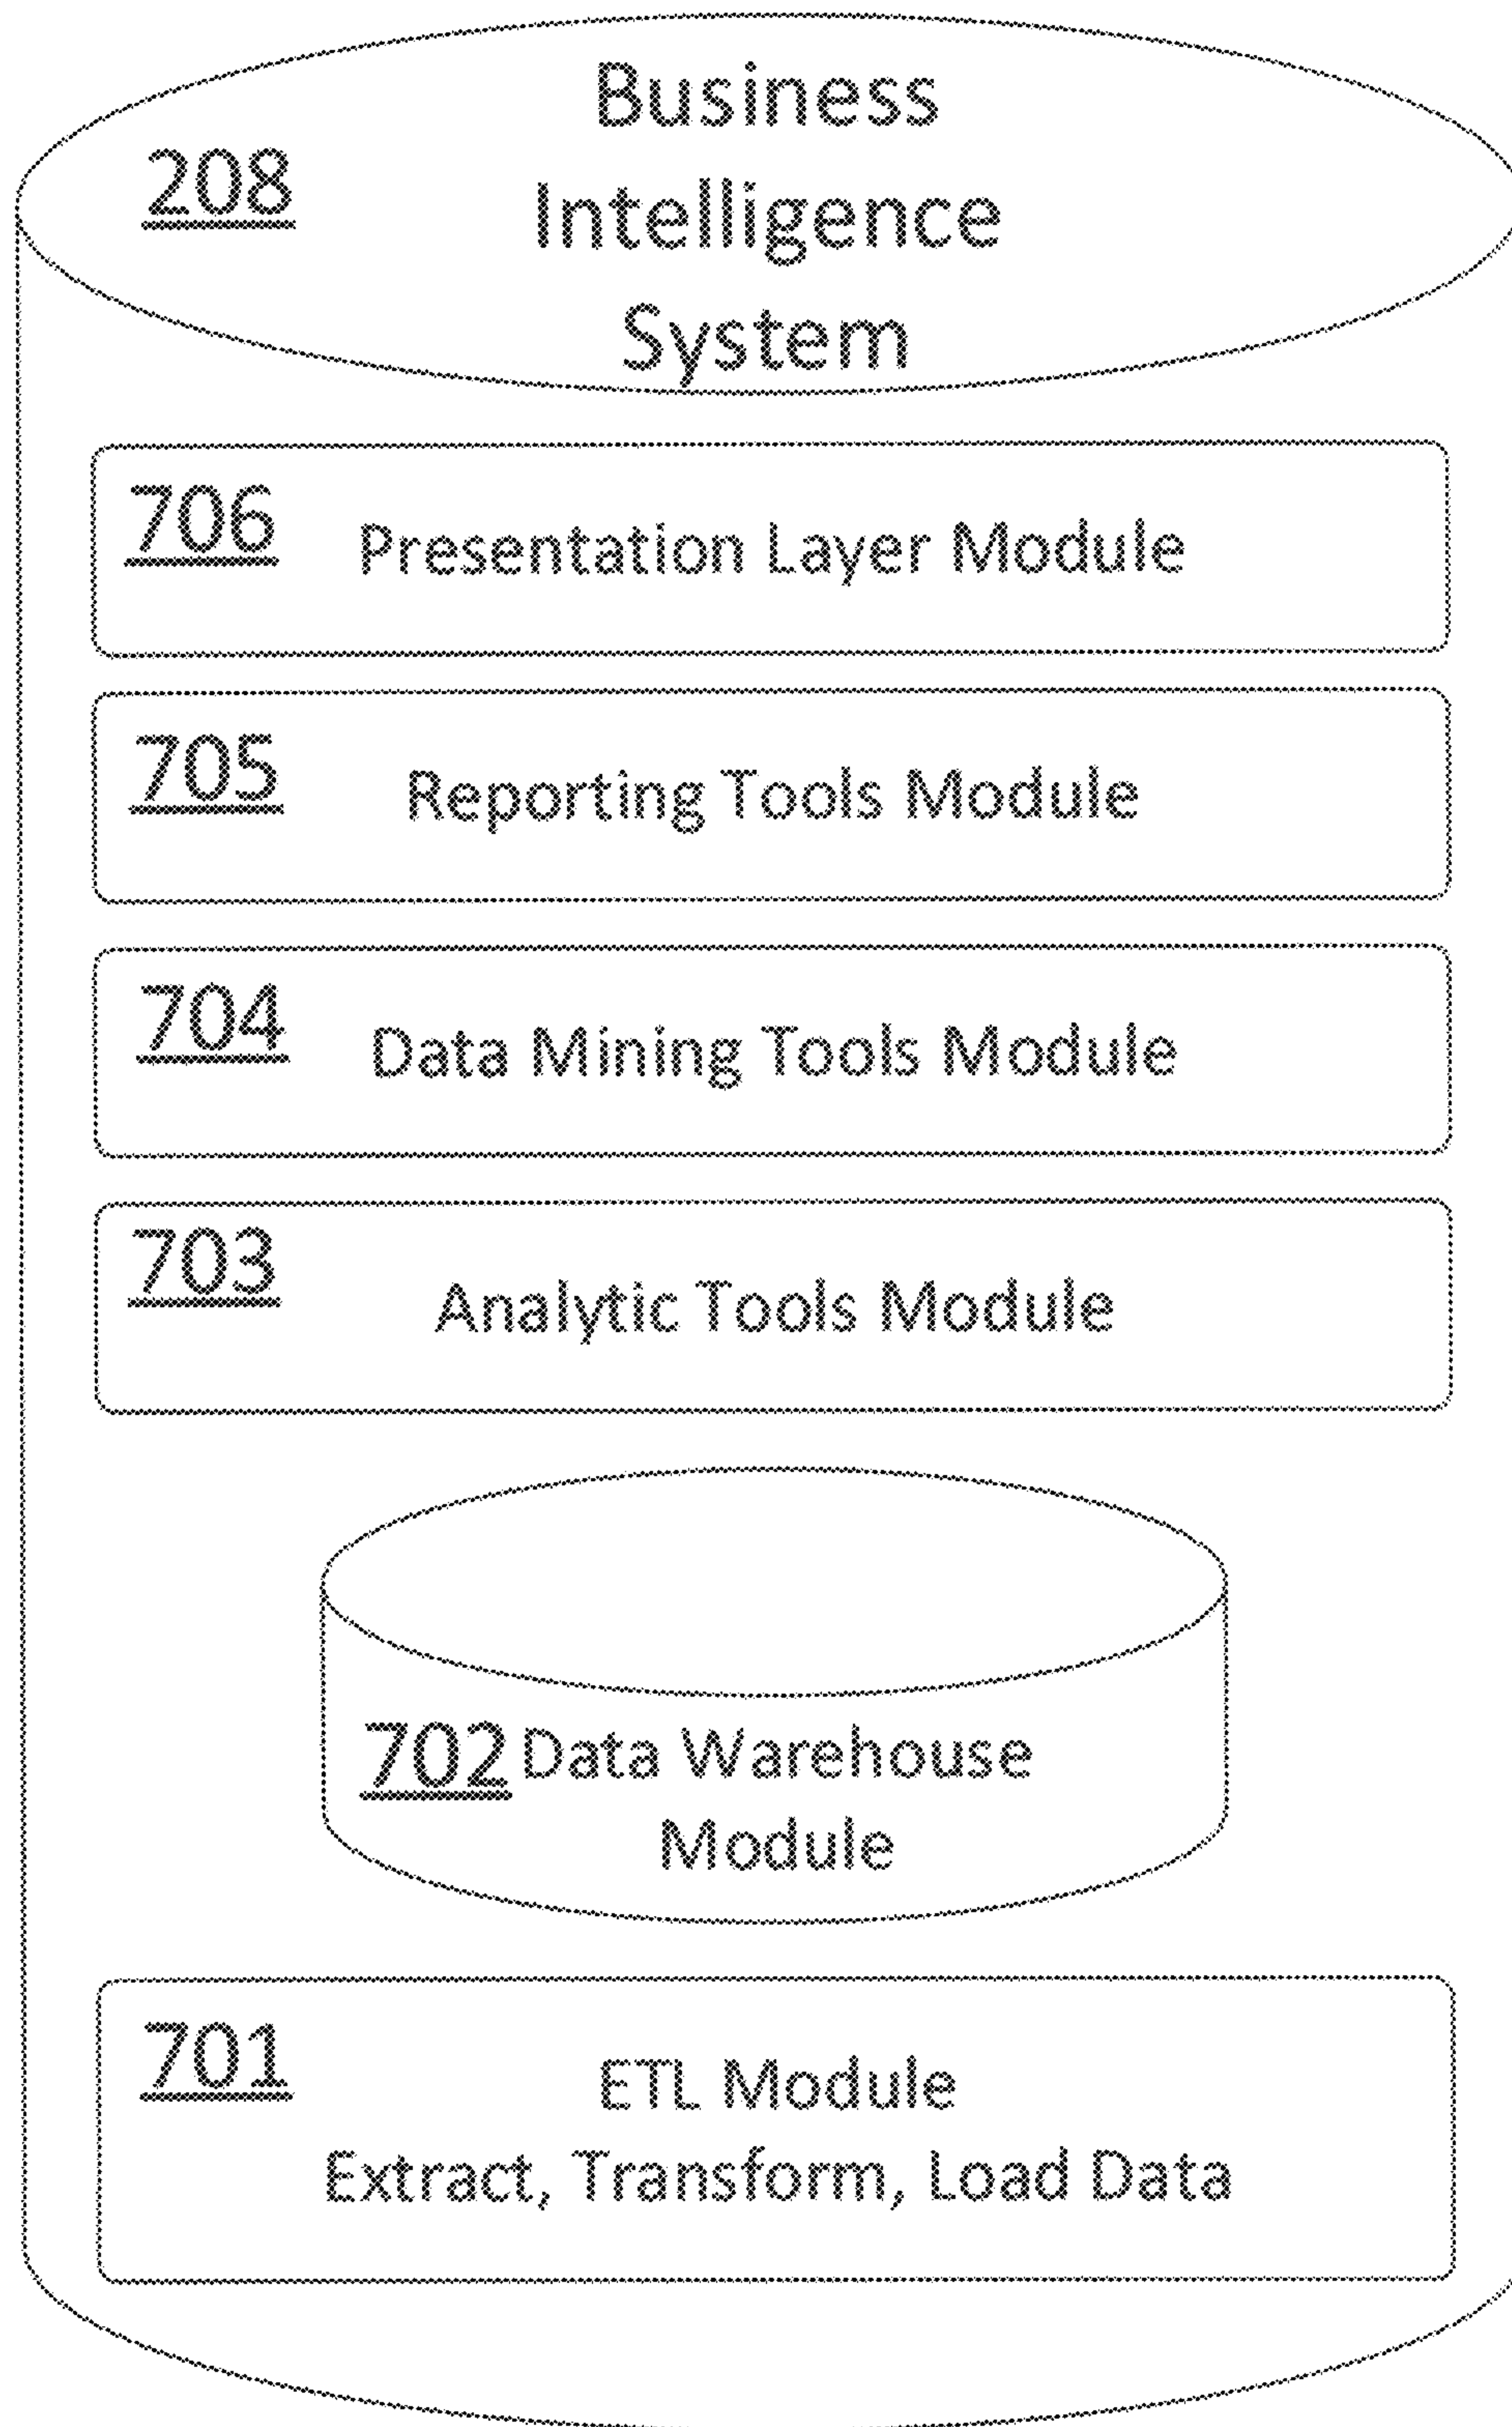 Business
208
Intelligence
System
706
Presentation Layer Module
705
Reporting Tools Module
704
Data Mining Tools Module
703
Analytic Tools Module
702 Data Warehouse
Module
701
ETL Module
Extract, Transform, Load Data